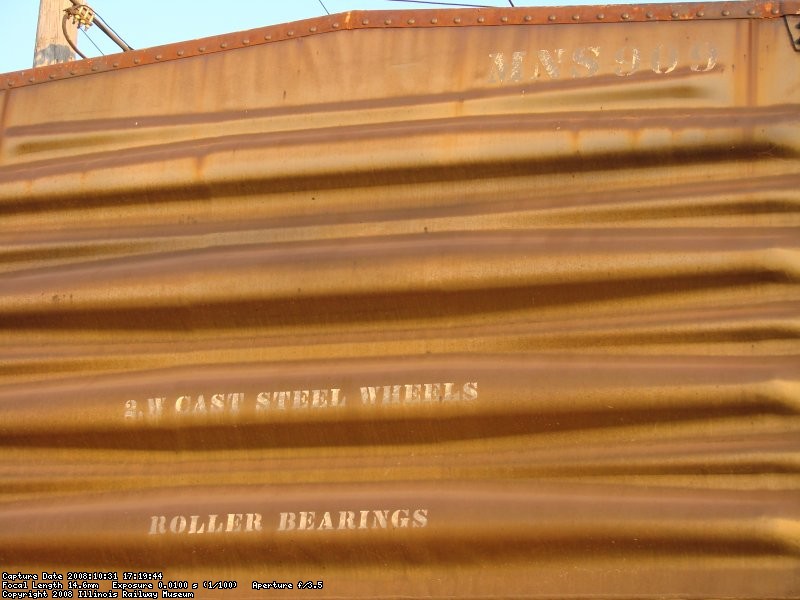 MNS 909
2.W CAST STEEL WHEELS
ROLLER BEARINGS
Capture Date 2008:10:31 17:19:44
Focal Length 14.6mm Exposure 0.0100 s (1/100) Aperture f/3.5
Copyright 2008 Illinois Railway Museum